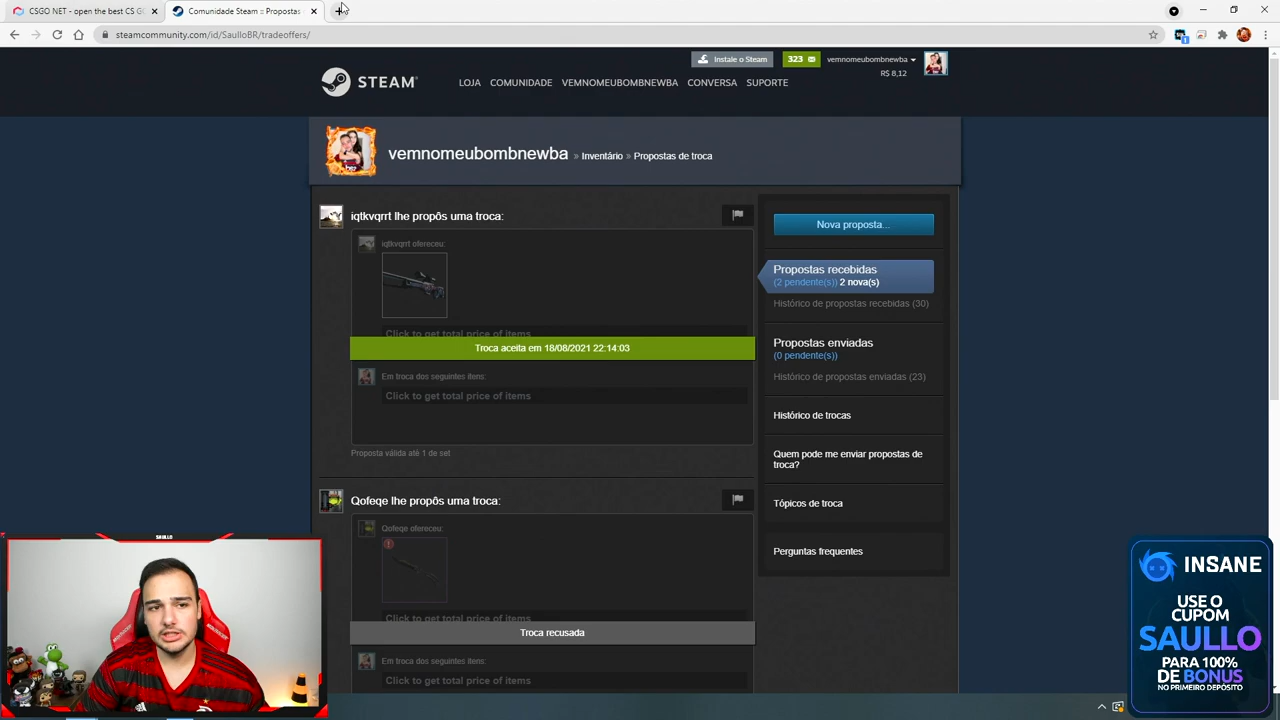 CSGO NET - open the best CS G
Comunidade Steam :: Propostas
steamcommunity.com/id/SaulloBR/tradeoffers/
Instale o Steam
323
vemnomeubombnewba
R$ 8,12
STEAM
LOJA COMUNIDADE VEMNOMEUBOMBNEWBA CONVERSA SUPORTE
vemnomeubombnewba » Inventário » Propostas de troca
iqtkvqrrt lhe propôs uma troca:
iqtkvqrrt ofereceu:
Click to get total price of items
Troca aceita em 18/08/2021 22:14:03
Em troca dos seguintes itens:
Click to get total price of items
Proposta válida até 1 de set
Qofeqe lhe propôs uma troca:
Qofeqe ofereceu:
Click to get total price of items
Troca recusada
Em troca dos seguintes itens:
Click to get total price of items
Nova proposta...
Propostas recebidas
(2 pendente(s)) 2 nova(s)
Histórico de propostas recebidas (30)
Propostas enviadas
(0 pendente(s))
Histórico de propostas enviadas (23)
Histórico de trocas
Quem pode me enviar propostas de
troca?
Tópicos de troca
Perguntas frequentes
SAULLO
INSANE
USE O
CUPOM
SAULLO
PARA 100%
DE BONUS
NO PRIMEIRO DEPÓSITO